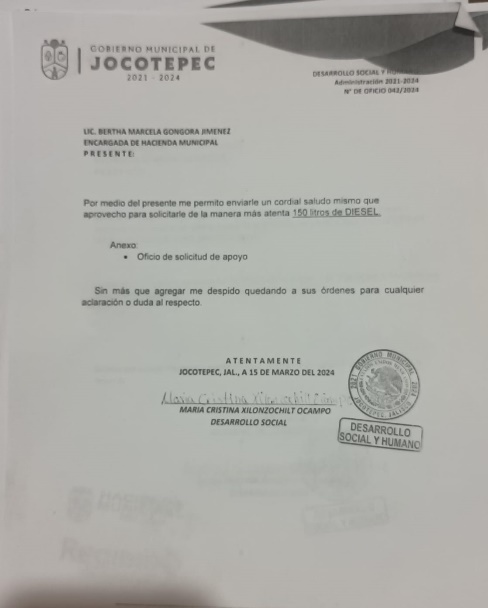 GOBIERNO MUNICIPAL DE
JOCOTEPEC
2021 - 2024
DESARROLLO SOCIAL Y HUMANO
Administración 2021-2024
N° DE OFICIO 042/2024
LIC. BERTHA MARCELA GONGORA JIMENEZ
ENCARGADA DE HACIENDA MUNICIPAL
PRESENTE:
Por medio del presente me permito enviarle un cordial saludo mismo que
aprovecho para solicitarle de la manera más atenta 150 litros de DIESEL.
Anexo:
• Oficio de solicitud de apoyo
Sin más que agregar me despido quedando a sus órdenes para cualquier
aclaración o duda al respecto.
ATENTAMENTE
JOCOTEPEC, JAL., A 15 DE MARZO DEL 2024
Maria Cristina
MARIA CRISTINA XILONZOCHILT OCAMPO
DESARROLLO SOCIAL
2021 GOBIERNO MUNICIPAL 2024
JOCOTEPEC, JALISCO
DESARROLLO
SOCIAL Y HUMANO